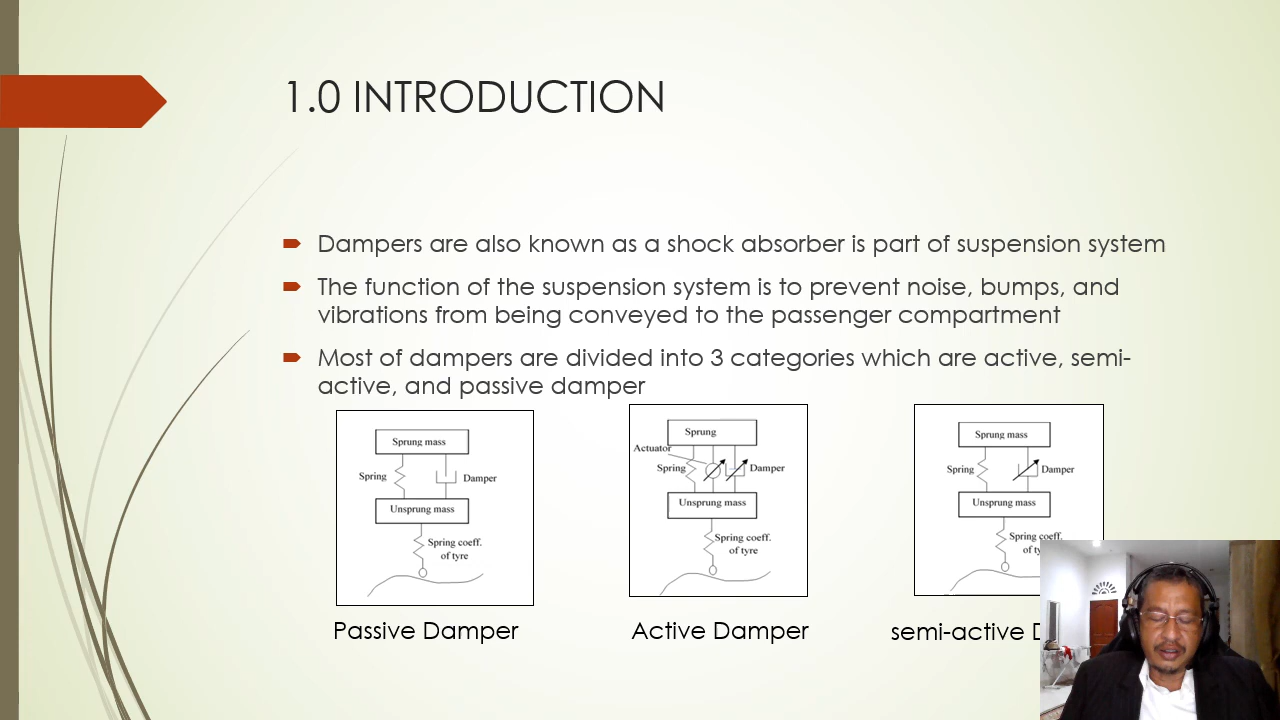 1.0 INTRODUCTION
Dampers are also known as a shock absorber is part of suspension system
The function of the suspension system is to prevent noise, bumps, and
vibrations from being conveyed to the passenger compartment
Most of dampers are divided into 3 categories which are active, semi-
active, and passive damper
Sprung mass
Spring
Damper
Unsprung mass
Spring coeff.
of tyre
Passive Damper
Sprung
Actuator
Spring
Damper
Unsprung mass
Spring coeff.
of tyre
Active Damper
Sprung mass
Spring
Damper
Unsprung mass
Spring coeff.
of
semi-active